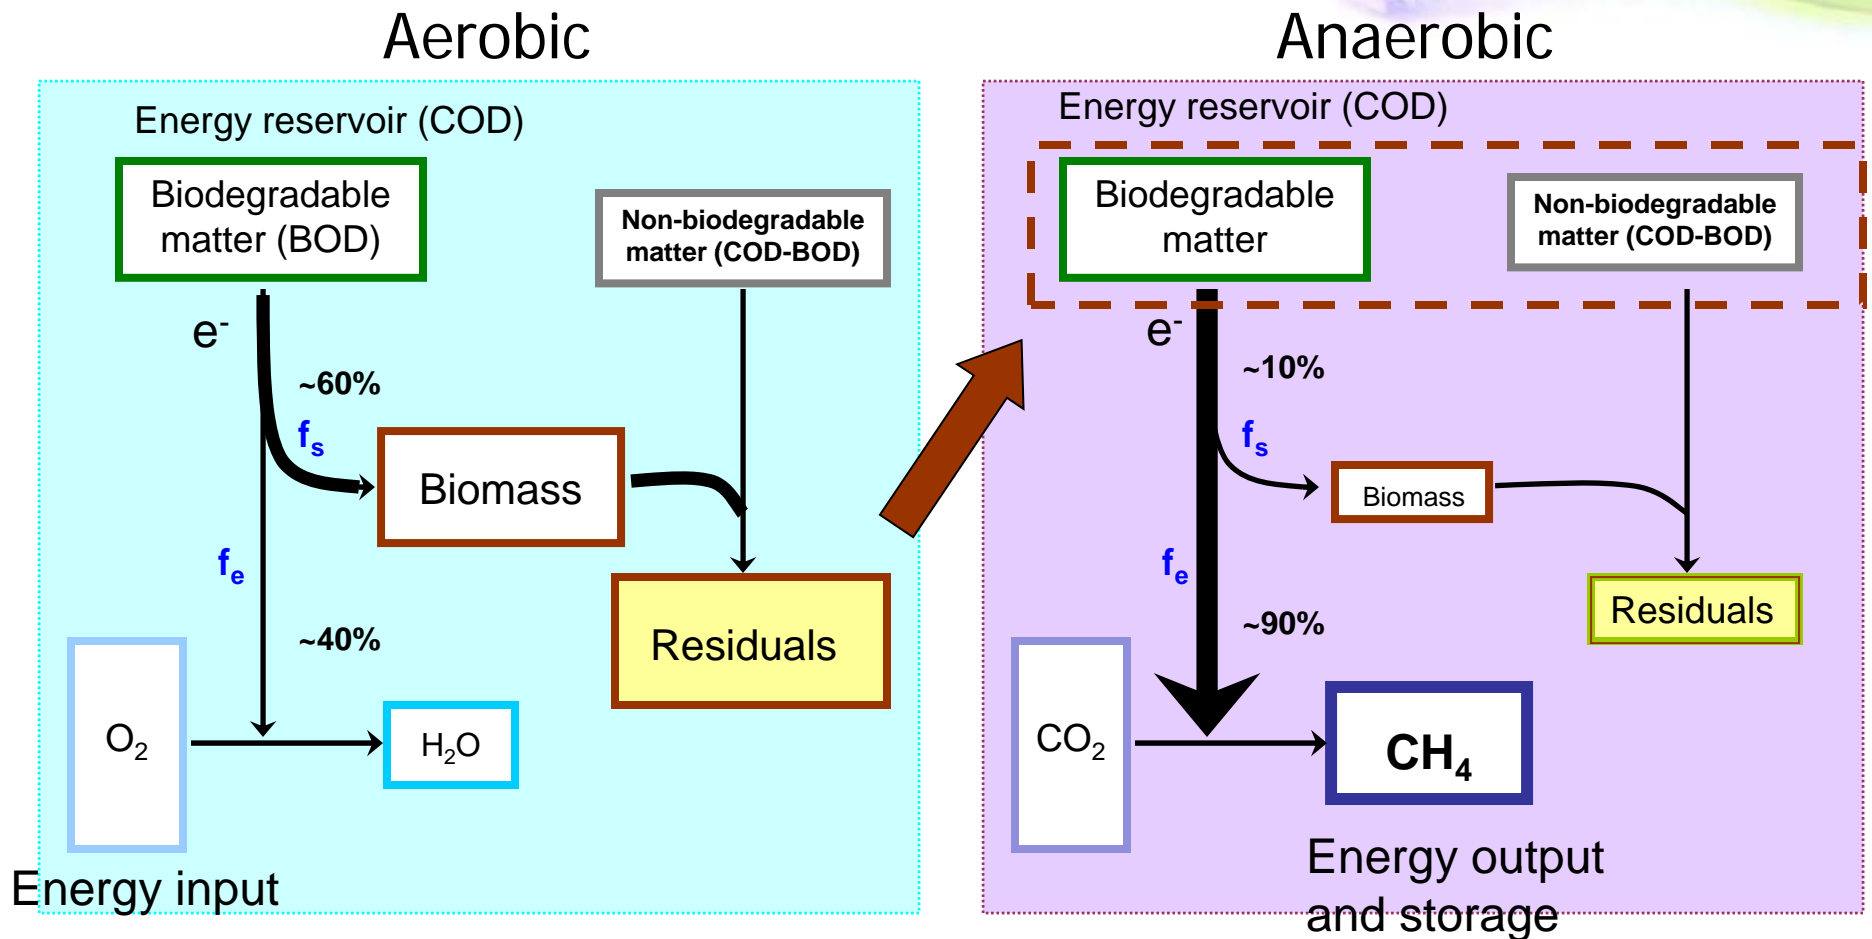 Aerobic
Energy reservoir (COD)
Biodegradable
matter (BOD)
Non-biodegradable
matter (COD-BOD)
e-
~60%
fs
Biomass
fe
~40%
Residuals
O2
H2O
Energy input
Anaerobic
Energy reservoir (COD)
Biodegradable
matter
Non-biodegradable
matter (COD-BOD)
e-
~10%
fs
Biomass
fe
~90%
Residuals
CO2
CH4
Energy output
and storage